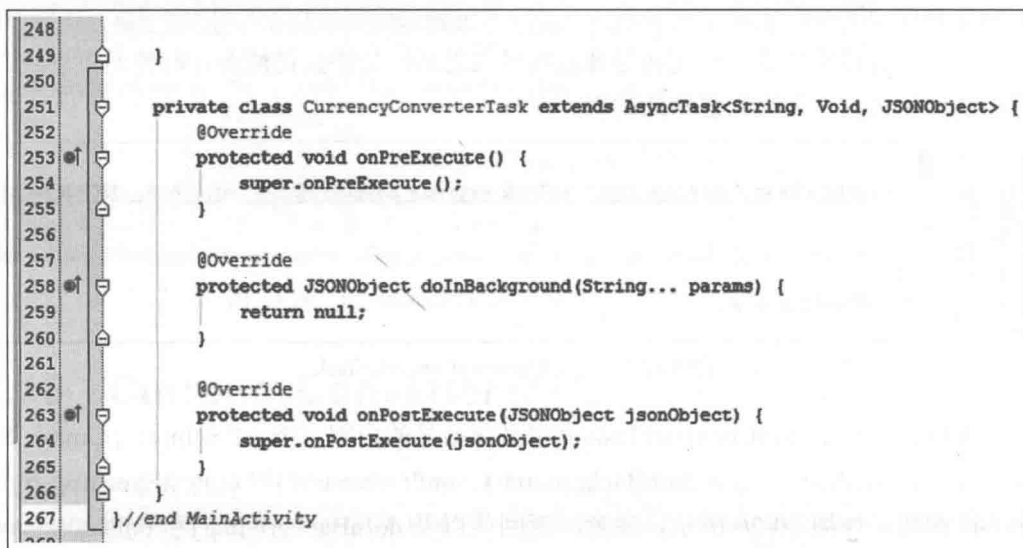 248
249 }
250
251 private class CurrencyConverterTask extends AsyncTask<String, Void, JSONObject> {
252 @Override
253 protected void onPreExecute() {
254 super.onPreExecute();
255 }
256
257 @Override
258 protected JSONObject doInBackground(String... params) {
259 return null;
260 }
261
262 @Override
263 protected void onPostExecute(JSONObject jsonObject) {
264 super.onPostExecute(jsonObject);
265 }
266 }
267 }//end MainActivity